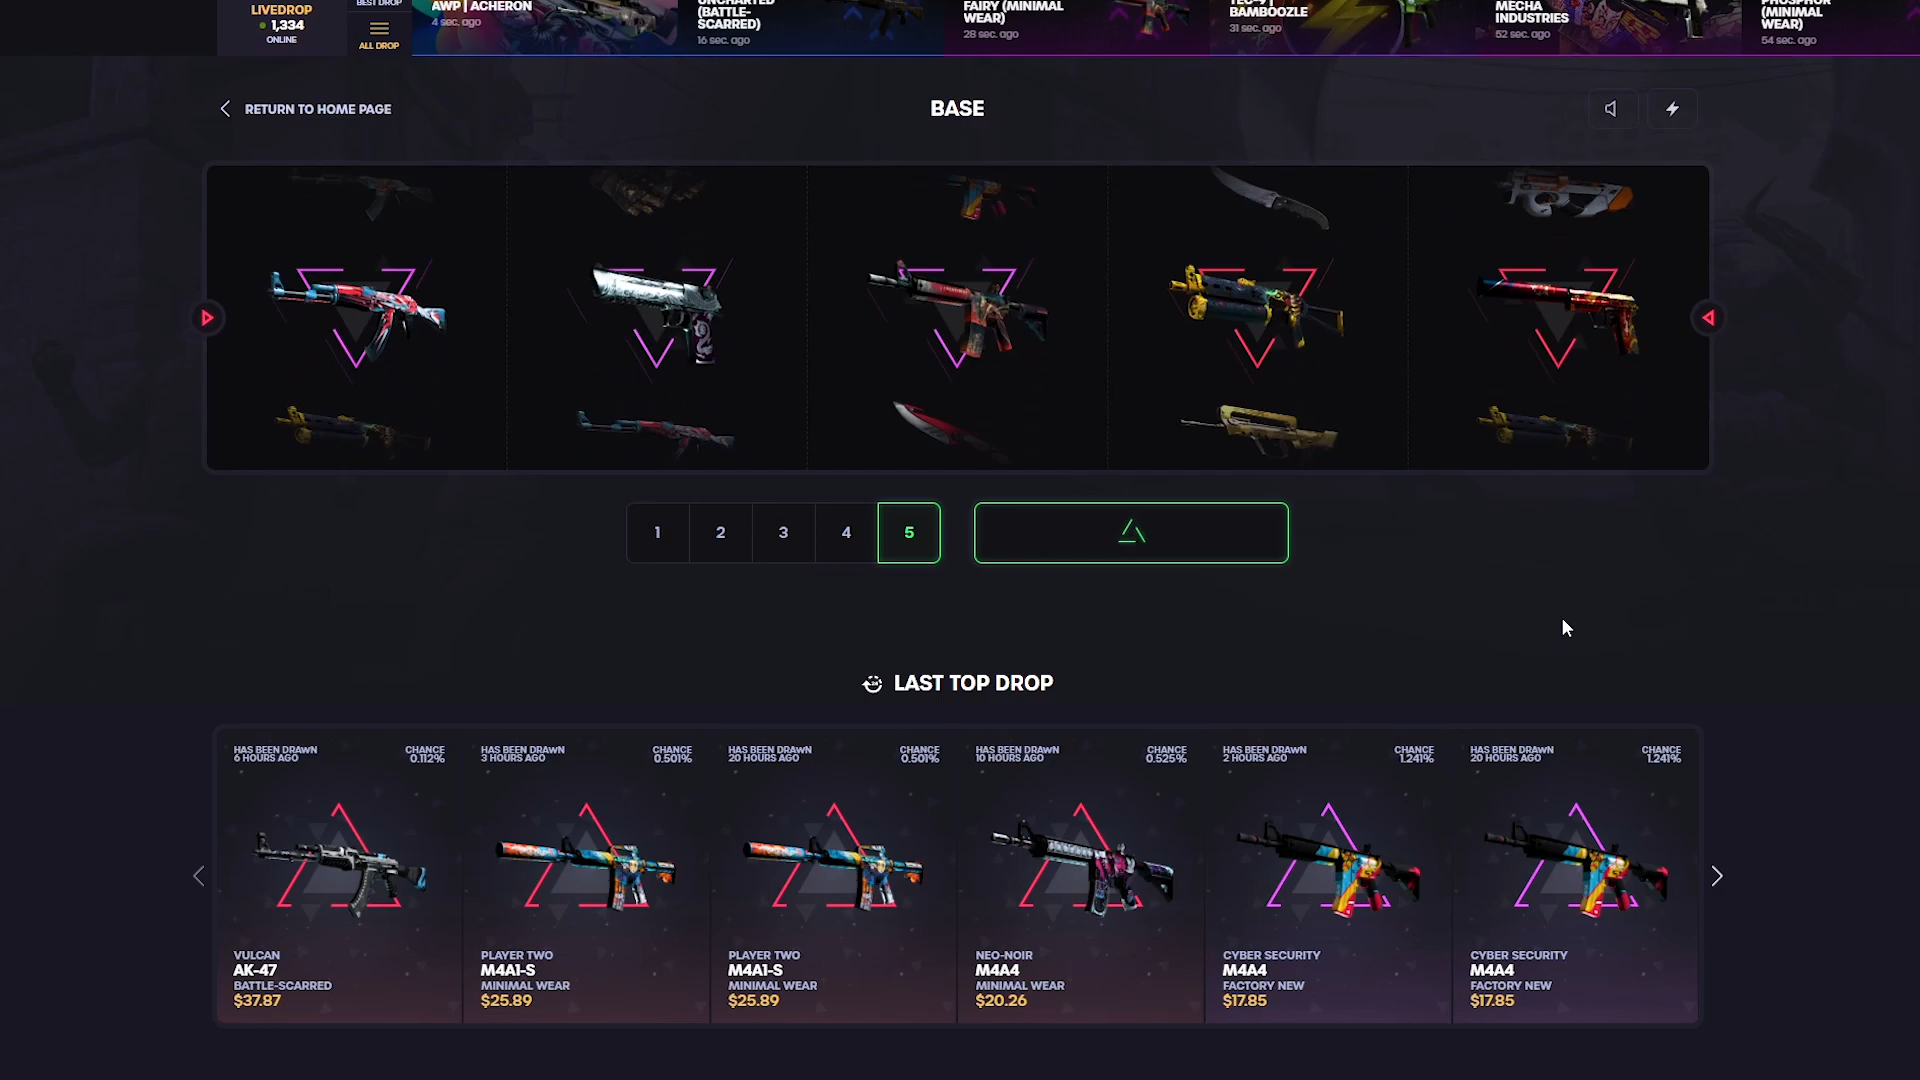 LIVEDROP
1,334
ONLINE
BEST DROP
ALL DROP
AWP | ACHERON
4 sec. ago
UNCHARTED
(BATTLE-
SCARRED)
16 sec. ago
FAIRY (MINIMAL
WEAR)
28 sec. ago
TEC-9 |
BAMBOOZLE
31 sec. ago
MECHA
INDUSTRIES
52 sec. ago
PHOSPHOR
(MINIMAL
WEAR)
54 sec. ago
RETURN TO HOME PAGE
BASE
1 2 3 4 5
LAST TOP DROP
HAS BEEN DRAWN
6 HOURS AGO
CHANCE
0.112%
VULCAN
AK-47
BATTLE-SCARRED
$37.87
HAS BEEN DRAWN
3 HOURS AGO
CHANCE
0.501%
PLAYER TWO
M4A1-S
MINIMAL WEAR
$25.89
HAS BEEN DRAWN
20 HOURS AGO
CHANCE
0.501%
PLAYER TWO
M4A1-S
MINIMAL WEAR
$25.89
HAS BEEN DRAWN
10 HOURS AGO
CHANCE
0.525%
NEO-NOIR
M4A4
MINIMAL WEAR
$20.26
HAS BEEN DRAWN
2 HOURS AGO
CHANCE
1.241%
CYBER SECURITY
M4A4
FACTORY NEW
$17.85
HAS BEEN DRAWN
20 HOURS AGO
CHANCE
1.241%
CYBER SECURITY
M4A4
FACTORY NEW
$17.85